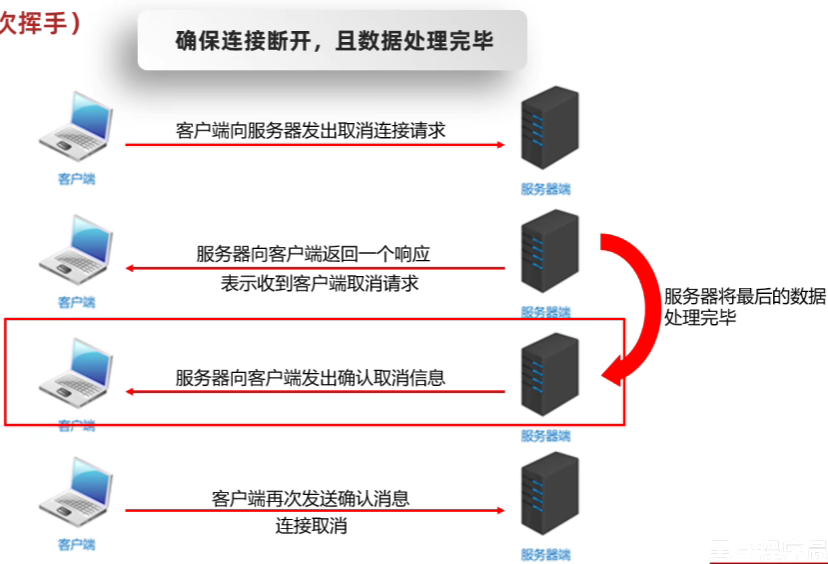 次挥手）
确保连接断开，且数据处理完毕
客户端向服务器发出取消连接请求
客户端
服务器端
服务器向客户端返回一个响应
表示收到客户端取消请求
客户端
服务器端
服务器将最后的数据
处理完毕
服务器向客户端发出确认取消信息
客户端
服务器端
客户端再次发送确认消息
连接取消
客户端
服务器端